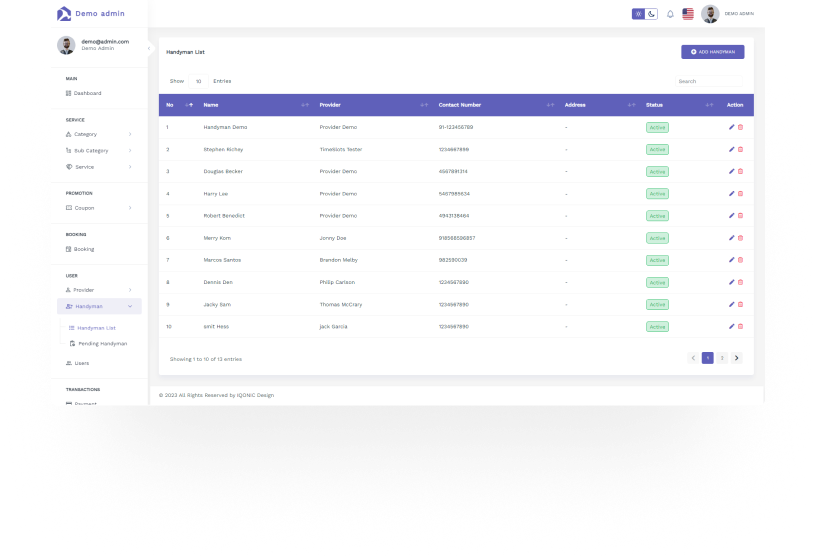 Demo admin
DEMO ADMIN
demo@admin.com
Demo Admin
MAIN
Dashboard
SERVICE
Category
Sub Category
Service
PROMOTION
Coupon
BOOKING
Booking
USER
Provider
Handyman
Handyman List
Pending Handyman
Users
TRANSACTIONS
Payment
Handyman List
ADD HANDYMAN
Show 10 Entries
Search
No Name Provider Contact Number Address Status Action
1 Handyman Demo Provider Demo 91-123456789 - Active
2 Stephen Richey TimeSlots Tester 1234567899 - Active
3 Douglas Becker Provider Demo 4567891314 - Active
4 Harry Lee Provider Demo 5457985534 - Active
5 Robert Benedict Provider Demo 4943138464 - Active
6 Merry Kom Jonny Doe 918568586857 - Active
7 Marcos Santos Brandon Melby 982590039 - Active
8 Dennis Den Philip Carlson 1234567890 - Active
9 Jacky Sam Thomas McCrary 1234567890 - Active
10 smit Hess jack Garcia 1234567890 - Active
Showing 1 to 10 of 13 entries
1 2
© 2023 All Rights Reserved by IQONIC Design